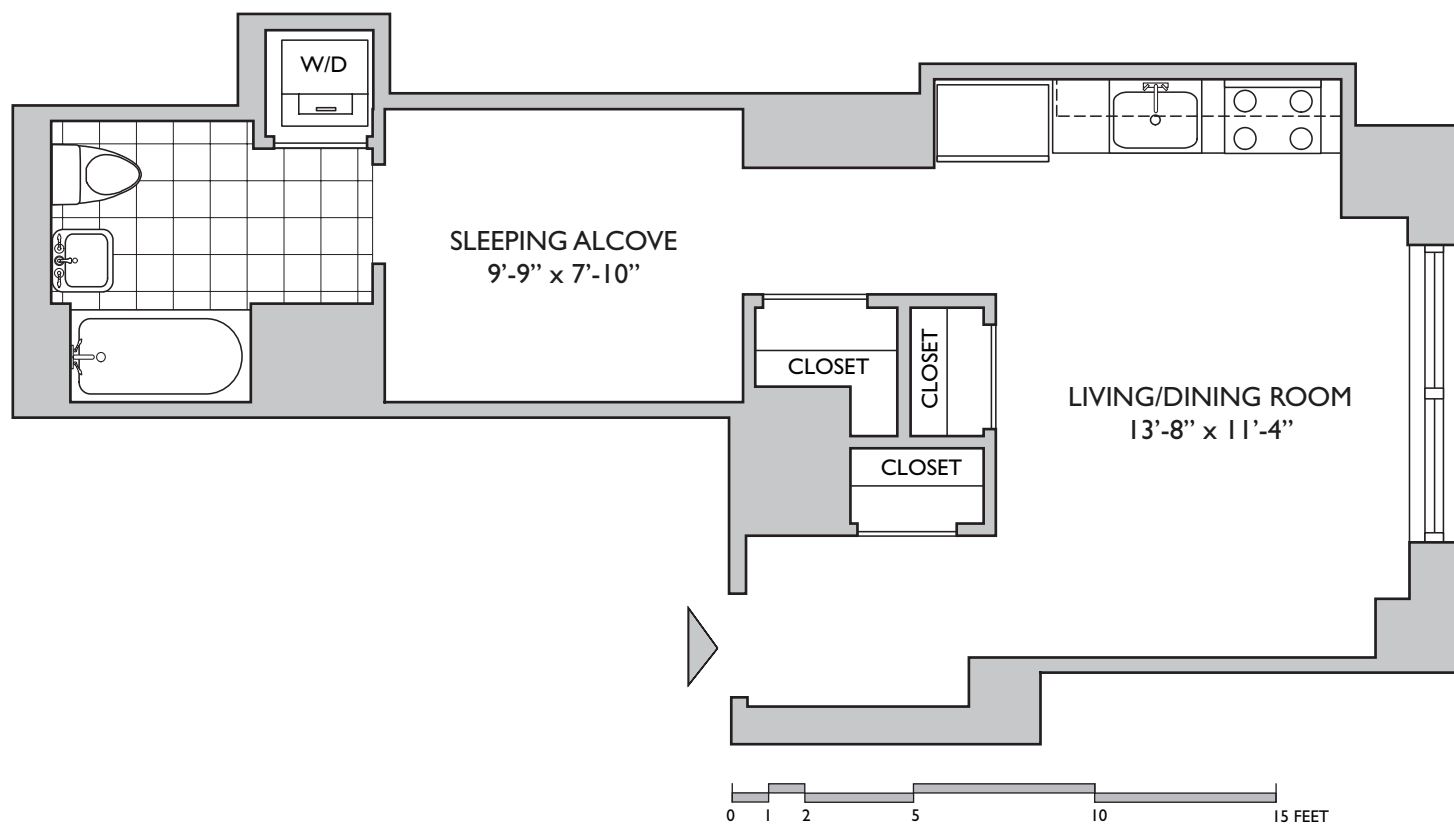 W/D
SLEEPING ALCOVE
9’-9” x 7’-10”
CLOSET
CLOSET
CLOSET
LIVING/DINING ROOM
13’-8” x 11’-4”
0 1 2 5 10 15 FEET